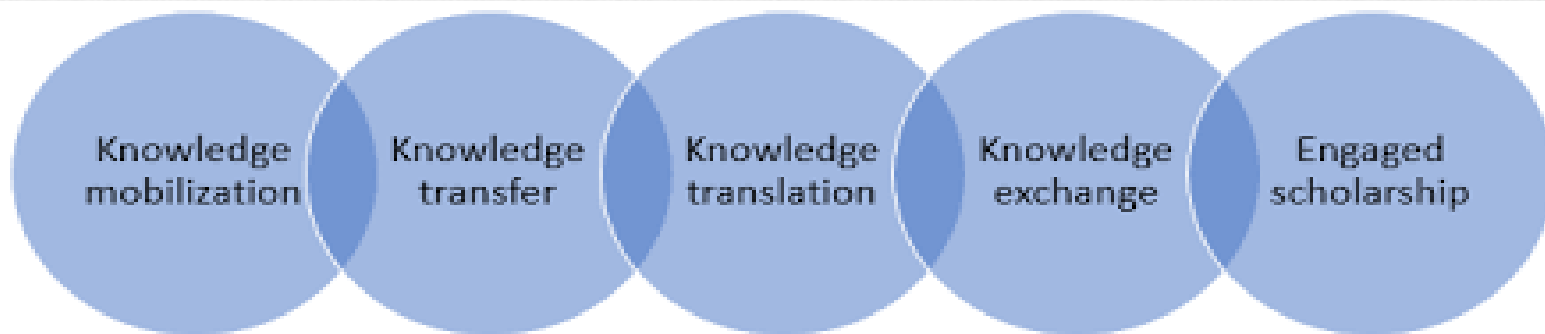 Knowledge
mobilization
Knowledge
transfer
Knowledge
translation
Knowledge
exchange
Engaged
scholarship